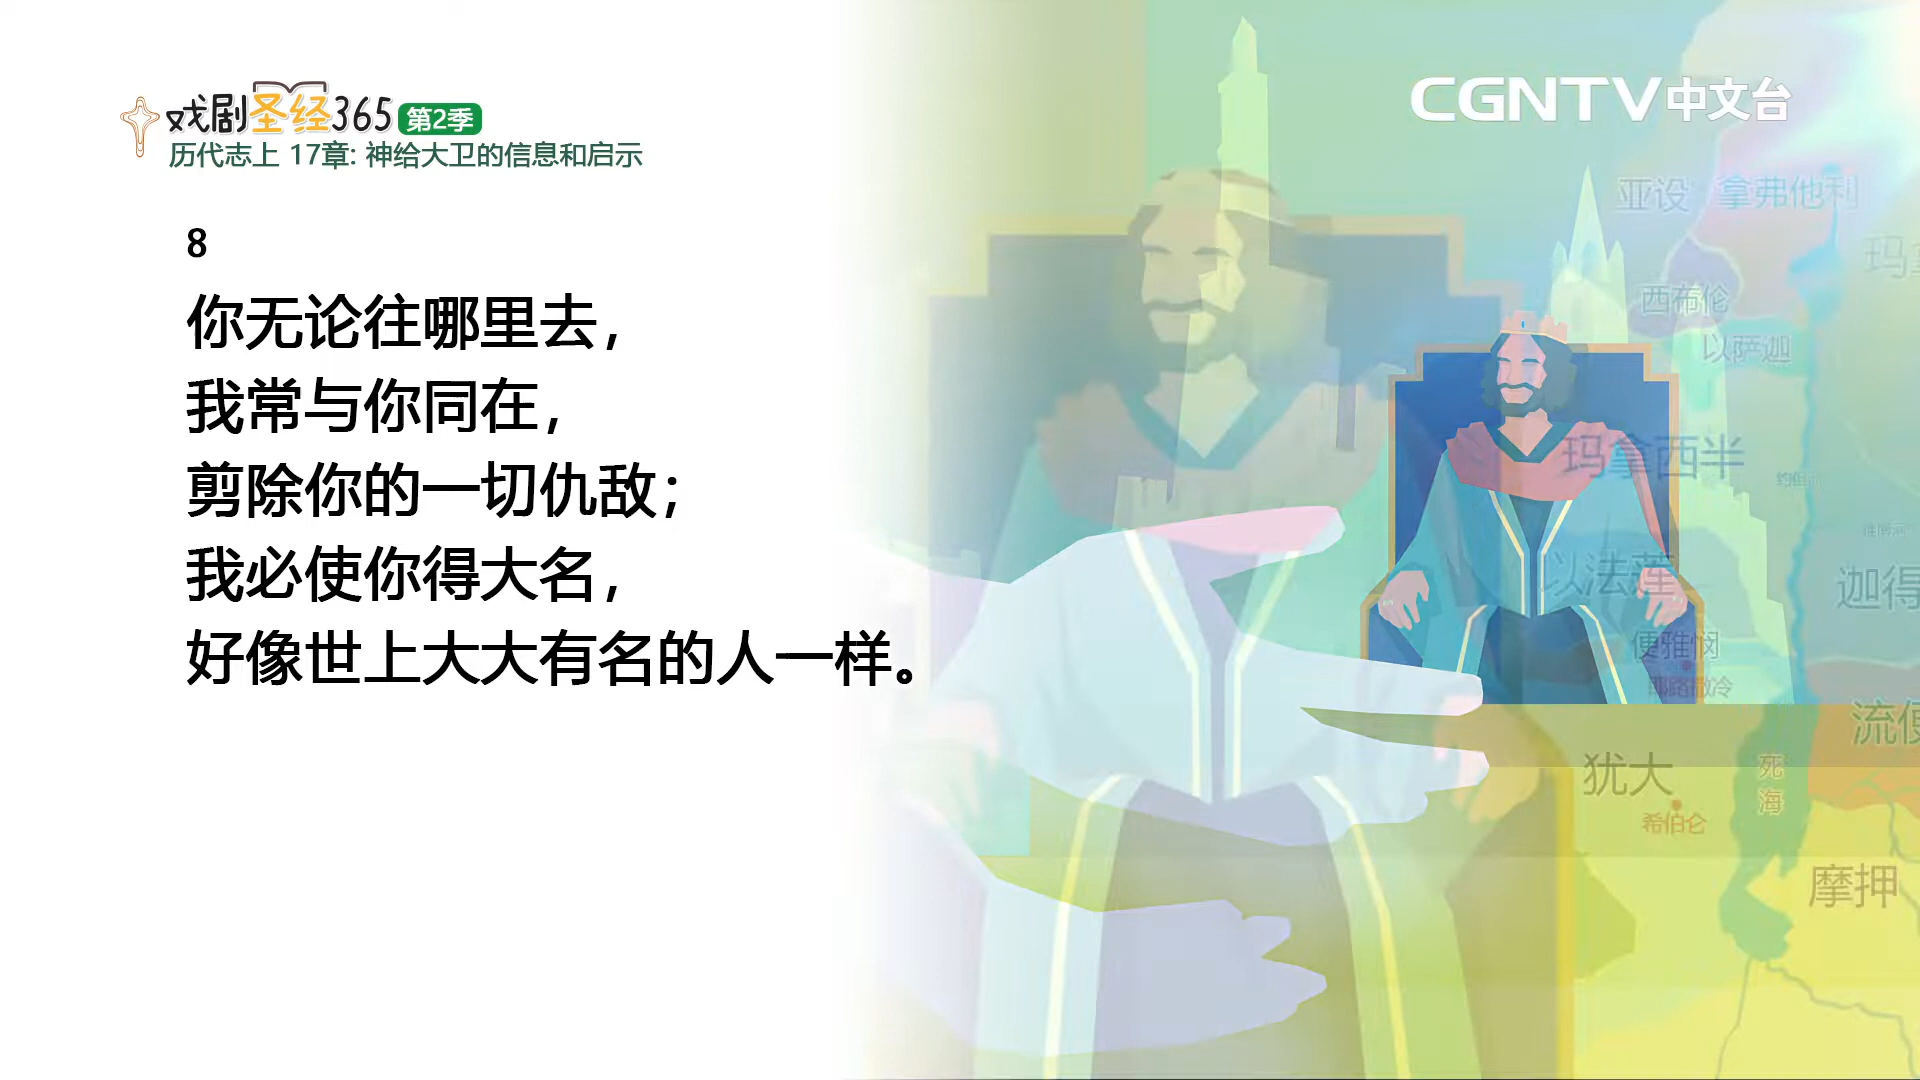 戏剧圣经365 第2季
历代志上 17章: 神给大卫的信息和启示
CGNTV中文台
8
你无论往哪里去，
我常与你同在，
剪除你的一切仇敌；
我必使你得大名，
好像世上大大有名的人一样。
亚设
拿弗他利
西布伦
以萨迦
玛拿西半
以法莲
迦得
便雅悯
耶路撒冷
犹大
死海
希伯仑
摩押